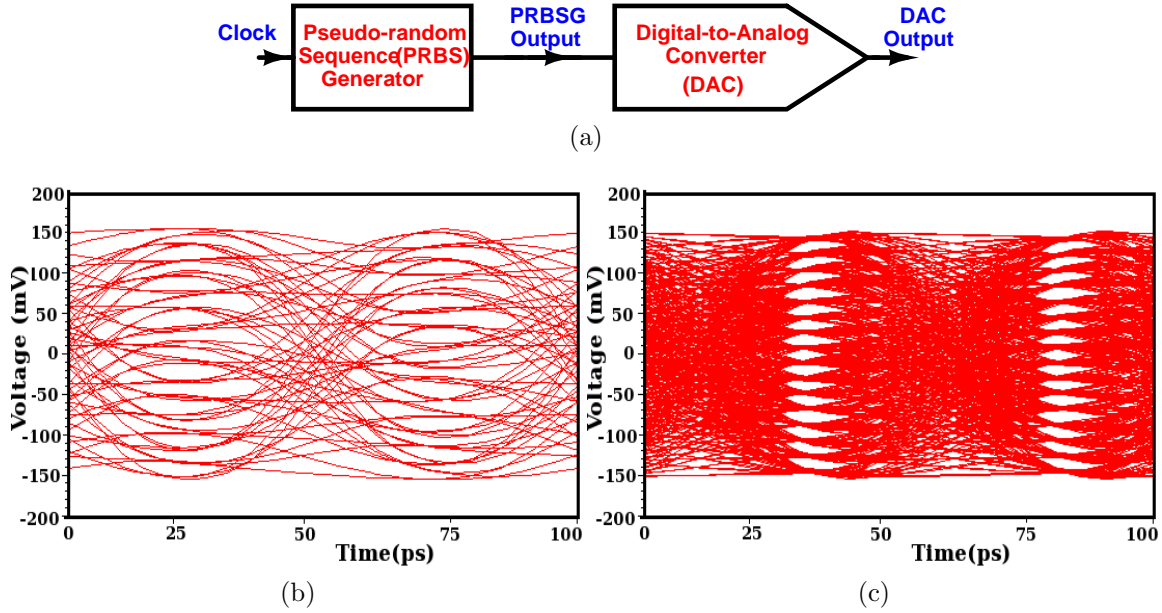 Clock
Pseudo-random
Sequence(PRBS)
Generator
PRBSG
Output
Digital-to-Analog
Converter
(DAC)
DAC
Output
(a)
200
150
100
50
0
-50
-100
-150
-200
Voltage (mV)
0
25
50
75
100
Time(ps)
(b)
200
150
100
50
0
-50
-100
-150
-200
Voltage (mV)
0
25
50
75
100
Time(ps)
(c)